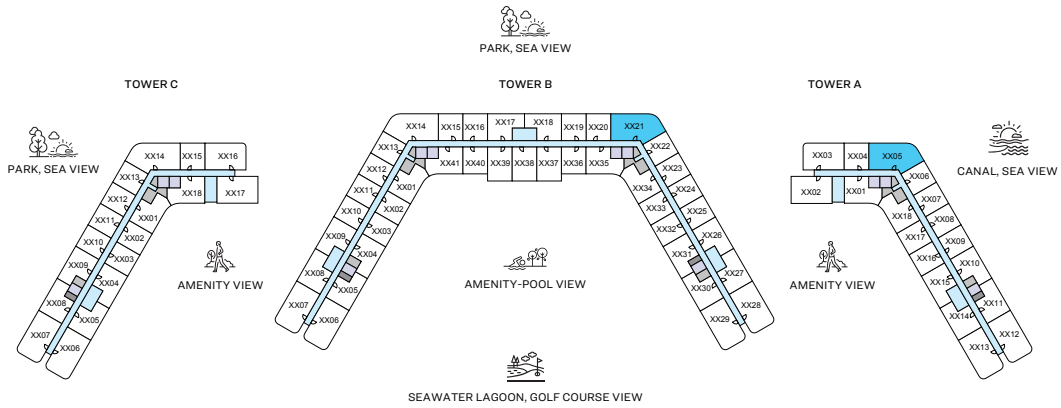 PARK, SEA VIEW
TOWER C
TOWER B
TOWER A
PARK, SEA VIEW
CANAL, SEA VIEW
XX14
XX15
XX16
XX13
XX12
XX11
XX10
XX09
XX08
XX07
XX06
XX05
XX04
XX03
XX02
XX01
XX18
XX17
AMENITY VIEW
XX14
XX15
XX16
XX17
XX18
XX19
XX20
XX21
XX13
XX12
XX11
XX10
XX09
XX08
XX07
XX06
XX05
XX04
XX03
XX02
XX01
XX41
XX40
XX39
XX38
XX37
XX36
XX35
XX22
XX23
XX24
XX25
XX26
XX27
XX28
XX29
XX30
XX31
XX32
XX33
XX34
AMENITY-POOL VIEW
XX03
XX04
XX05
XX02
XX01
XX06
XX07
XX08
XX09
XX10
XX11
XX12
XX13
XX14
XX15
XX16
XX17
XX18
AMENITY VIEW
SEAWATER LAGOON, GOLF COURSE VIEW